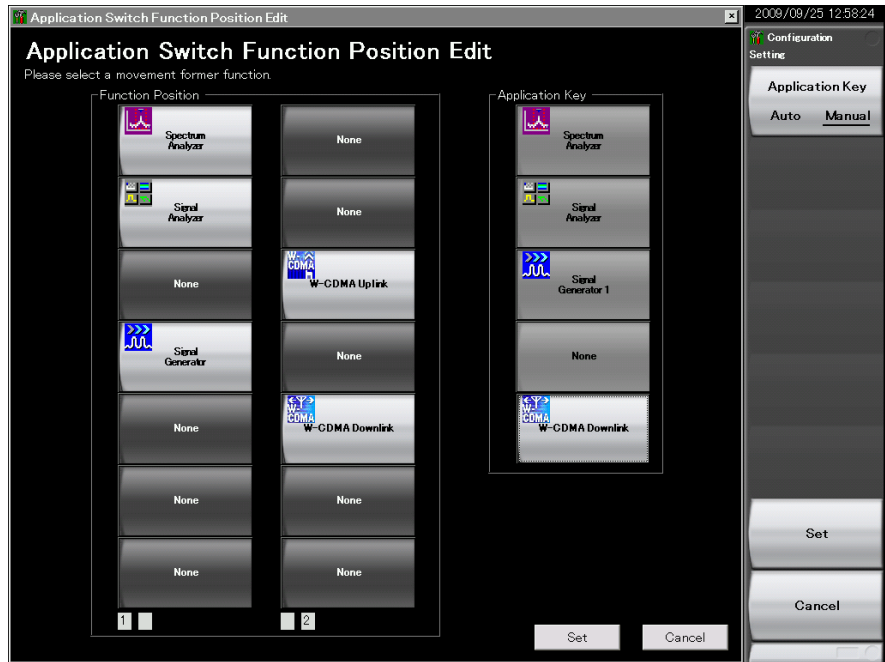 Application Switch Function Position Edit
2009/09/25 12:58:24
Application Switch Function Position Edit
Please select a movement former function.
Function Position
Spectrum
Analyzer
Signal
Analyzer
None
Signal
Generator
None
None
None
1
None
None
W-CDMA
W-CDMA Uplink
None
W-CDMA
W-CDMA Downlink
None
None
2
Application Key
Spectrum
Analyzer
Signal
Analyzer
Signal
Generator 1
None
W-CDMA
W-CDMA Downlink
Set
Cancel
Configuration
Setting
Application Key
Auto Manual
Set
Cancel